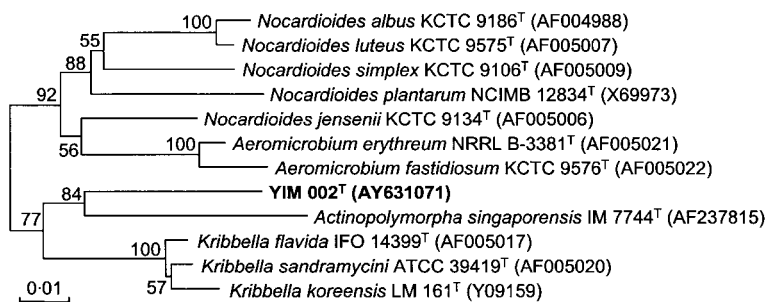 100 Nocardioides albus KCTC 9186T (AF004988)
55 Nocardioides luteus KCTC 9575T (AF005007)
Nocardioides simplex KCTC 9106T (AF005009)
88
Nocardioides plantarum NCIMB 12834T (X69973)
92
Nocardioides jensenii KCTC 9134T (AF005006)
56 100 Aeromicrobium erythreum NRRL B-3381T (AF005021)
Aeromicrobium fastidiosum KCTC 9576T (AF005022)
84 YIM 002T (AY631071)
77 Actinopolymorpha singaporensis IM 7744T (AF237815)
100 Kribbella flavida IFO 14399T (AF005017)
Kribbella sandramycini ATCC 39419T (AF005020)
0·01 57 Kribbella koreensis LM 161T (Y09159)